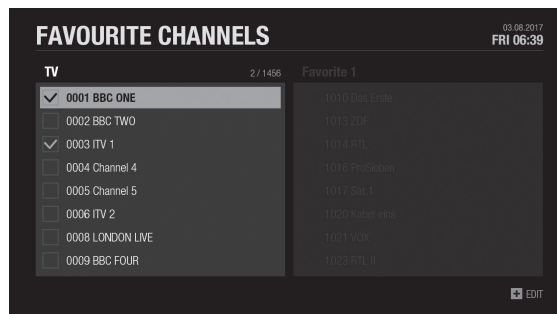 FAVOURITE CHANNELS
03.08.2017
FRI 06:39
TV
2 / 1456
0001 BBC ONE
0002 BBC TWO
0003 ITV 1
0004 Channel 4
0005 Channel 5
0006 ITV 2
0008 LONDON LIVE
0009 BBC FOUR
Favorite 1
1010 Das Erste
1013 ZDF
1014 RTL
1016 ProSieben
1017 Sat.1
1020 Kabel eins
1021 VOX
1023 RTL II
EDIT